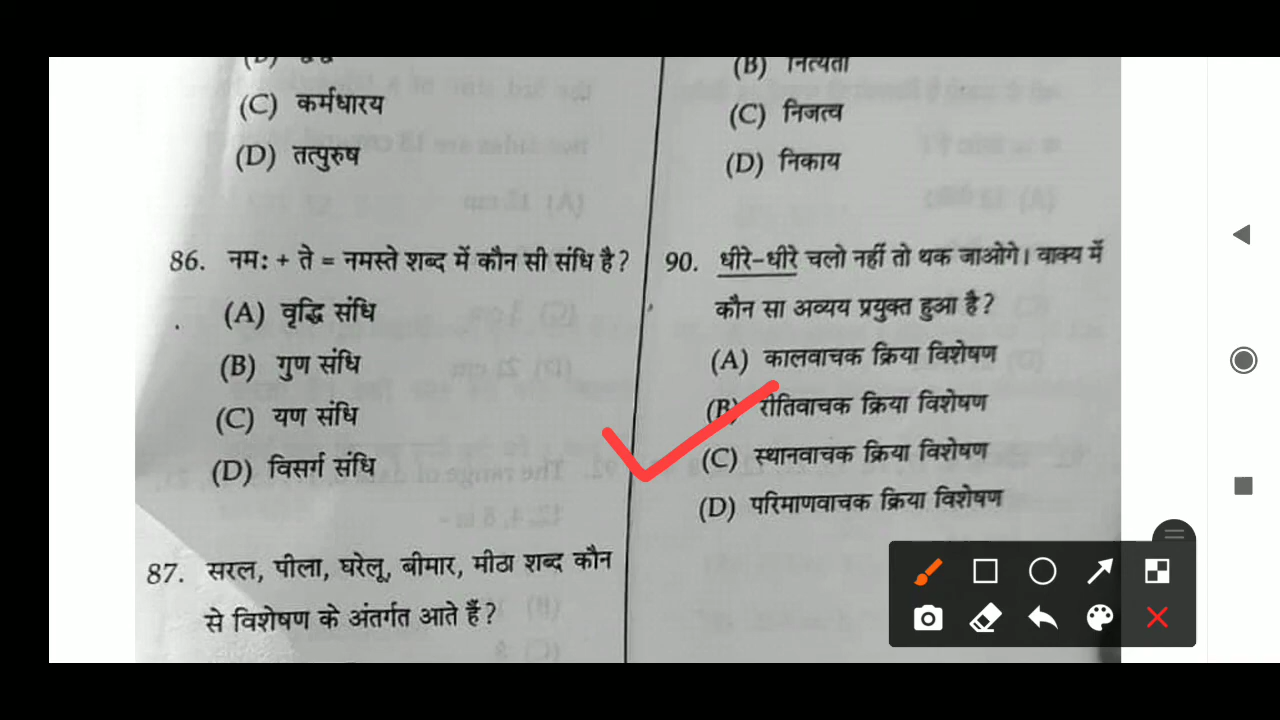 (C) कर्मधारय
(D) तत्पुरुष
86. नमः + ते = नमस्ते शब्द में कौन सी संधि है?
(A) वृद्धि संधि
(B) गुण संधि
(C) यण संधि
(D) विसर्ग संधि
87. सरल, पीला, घरेलू, बीमार, मीठा शब्द कौन
से विशेषण के अंतर्गत आते हैं?
(B) नित्यता
(C) निजत्व
(D) निकाय
90. धीरे-धीरे चलो नहीं तो थक जाओगे। वाक्य में
कौन सा अव्यय प्रयुक्त हुआ है?
(A) कालवाचक क्रिया विशेषण
(B) रीतिवाचक क्रिया विशेषण
(C) स्थानवाचक क्रिया विशेषण
(D) परिमाणवाचक क्रिया विशेषण